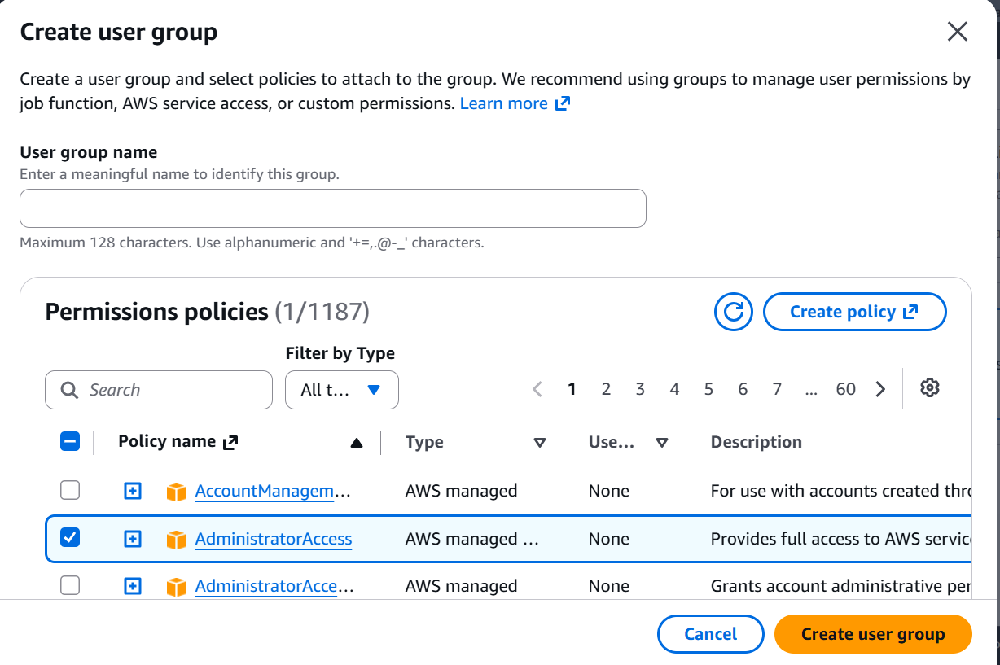 Create user group
Create a user group and select policies to attach to the group. We recommend using groups to manage user permissions by
job function, AWS service access, or custom permissions. Learn more
User group name
Enter a meaningful name to identify this group.
Maximum 128 characters. Use alphanumeric and '+=,.@-_' characters.
Permissions policies (1/1187)
Create policy
Filter by Type
Search
All t...
1 2 3 4 5 6 7 ... 60
Policy name Type Use... Description
AccountManagem... AWS managed None For use with accounts created thro
AdministratorAccess AWS managed ... None Provides full access to AWS service
AdministratorAcce... AWS managed None Grants account administrative per
Cancel Create user group